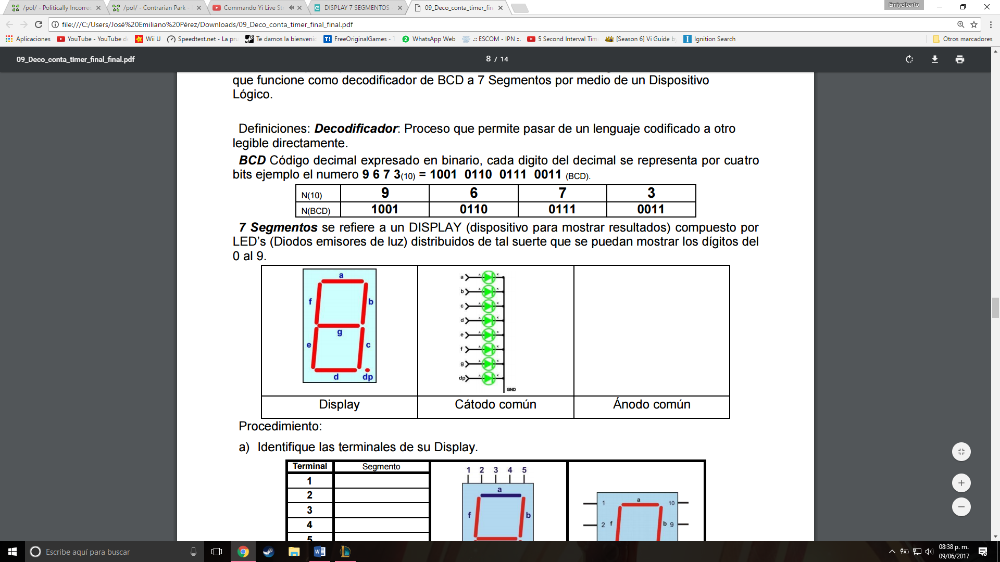 /pol/ - Politically Incorrec
/pol/ - Contrarian Park -
Commando Yi Live St
DISPLAY 7 SEGMENTOS -
09_Deco_conta_timer_fin
Emiyelbarto
file:///C:/Users/José%20Emiliano%20Pérez/Downloads/09_Deco_conta_timer_final_final.pdf
Aplicaciones
YouTube - YouTube de
Wii U
Speedtest.net - La pru
Te damos la bienvenid
FreeOriginalGames -
WhatsApp Web
.:: ESCOM - IPN ::.
5 Second Interval Tim
[Season 6] Vi Guide b
Ignition Search
Otros marcadores
09_Deco_conta_timer_final_final.pdf
8 / 14
que funcione como decodificador de BCD a 7 Segmentos por medio de un Dispositivo
Lógico.
Definiciones: Decodificador: Proceso que permite pasar de un lenguaje codificado a otro
legible directamente.
BCD Código decimal expresado en binario, cada digito del decimal se representa por cuatro
bits ejemplo el numero 9 6 7 3(10) = 1001 0110 0111 0011 (BCD).
N(10) 9 6 7 3
N(BCD) 1001 0110 0111 0011
7 Segmentos se refiere a un DISPLAY (dispositivo para mostrar resultados) compuesto por
LED's (Diodos emisores de luz) distribuidos de tal suerte que se puedan mostrar los dígitos del
0 al 9.
a
f
b
g
e
c
d
dp
a A K
b A K
c A K
d A K
e A K
f A K
g A K
dp A K
GND
Display
Cátodo común
Ánodo común
Procedimiento:
a) Identifique las terminales de su Display.
Terminal Segmento
1
2
3
4
5
1 2 3 4 5
a
f
b
1 a 10
2 f b 9
Escribe aquí para buscar
08:38 p. m.
09/06/2017